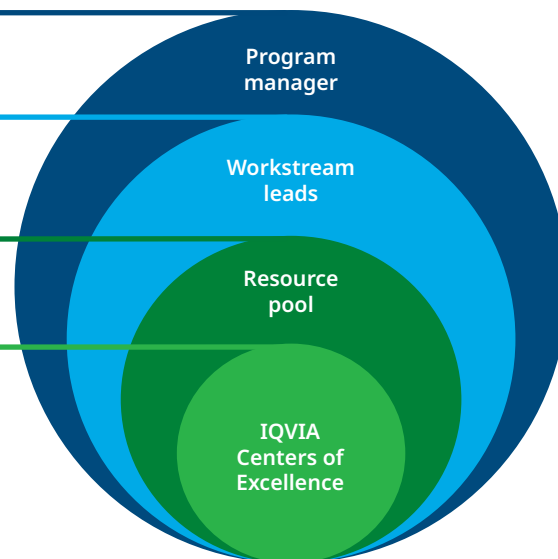 Program
manager
Workstream
leads
Resource
pool
IQVIA
Centers of
Excellence